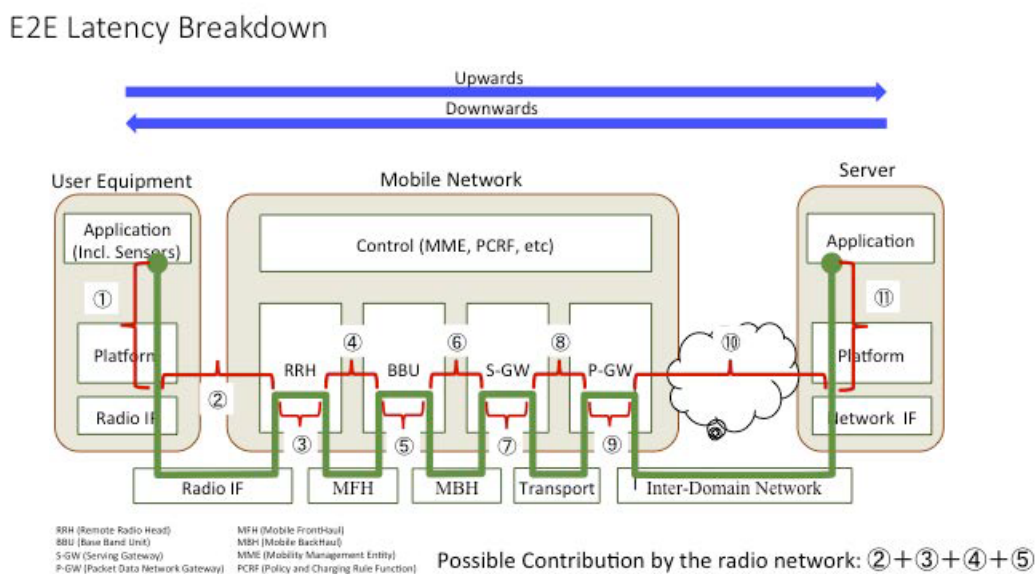 E2E Latency Breakdown
Upwards
Downwards
User Equipment
Mobile Network
Server
Application
(Incl. Sensors)
Control (MME, PCRF, etc)
Application
①
⑪
④
⑥
⑧
⑩
Platform
RRH
BBU
S-GW
P-GW
Platform
②
Radio IF
③
⑤
⑦
⑨
Network IF
Radio IF
MFH
MBH
Transport
Inter-Domain Network
RRH (Remote Radio Head)
BBU (Base Band Unit)
S-GW (Serving Gateway)
P-GW (Packet Data Network Gateway)
MFH (Mobile FrontHaul)
MBH (Mobile BackHaul)
MME (Mobility Management Entity)
PCRF (Policy and Charging Rule Function)
Possible Contribution by the radio network: ②+③+④+⑤